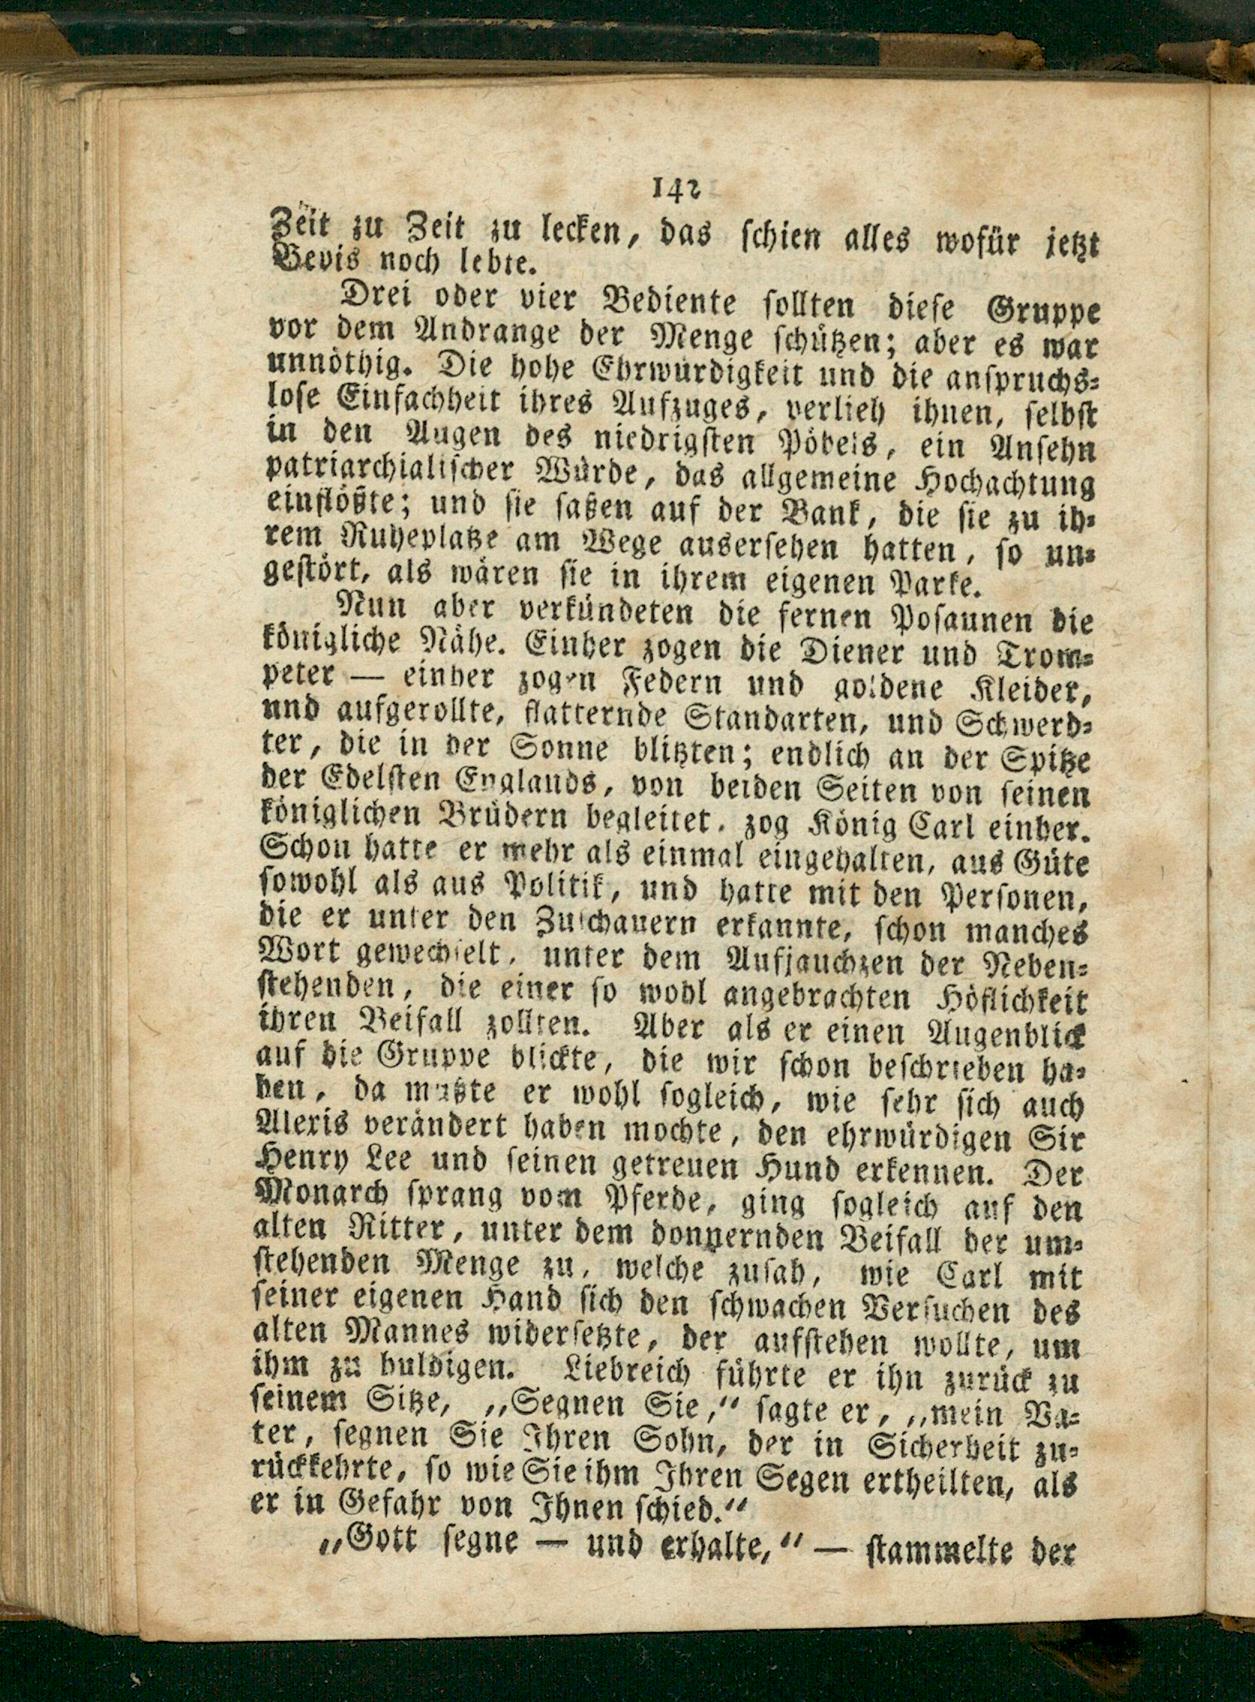 142
Zeit zu Zeit zu lecken, das schien alles wofür jetzt
Bevis noch lebte.
Drei oder vier Bediente sollten diese Gruppe
vor dem Andrange der Menge schützen; aber es war
unnöthig. Die hohe Ehrwürdigkeit und die anspruchs-
lose Einfachheit ihres Aufzuges, verlieh ihnen, selbst
in den Augen des niedrigsten Pöbels, ein Ansehn
patriarchialischer Würde, das allgemeine Hochachtung
einflößte; und sie saßen auf der Bank, die sie zu ih-
rem Ruheplatze am Wege ausersehen hatten, so un-
gestört, als wären sie in ihrem eigenen Parke.
Nun aber verkündeten die fernen Posaunen die
königliche Nähe. Einher zogen die Diener und Trom-
peter — einher zogen Federn und goldene Kleider,
und aufgerollte, flatternde Standarten, und Schwerd-
ter, die in der Sonne blitzten; endlich an der Spitze
der Edelsten Englands, von beiden Seiten von seinen
königlichen Brüdern begleitet, zog König Carl einher.
Schon hatte er mehr als einmal eingehalten, aus Güte
sowohl als aus Politik, und hatte mit den Personen,
die er unter den Zuschauern erkannte, schon manches
Wort gewechselt, unter dem Aufjauchzen der Neben-
stehenden, die einer so wohl angebrachten Höflichkeit
ihren Beifall zollten. Aber als er einen Augenblick
auf die Gruppe blickte, die wir schon beschrieben ha-
ben, da mußte er wohl sogleich, wie sehr sich auch
Alexis verändert haben mochte, den ehrwürdigen Sir
Henry Lee und seinen getreuen Hund erkennen. Der
Monarch sprang vom Pferde, ging sogleich auf den
alten Ritter, unter dem donnernden Beifall der um-
stehenden Menge zu, welche zusah, wie Carl mit
seiner eigenen Hand sich den schwachen Versuchen des
alten Mannes widersetzte, der aufstehen wollte, um
ihm zu huldigen. Liebreich führte er ihn zurück zu
seinem Sitze, „Segnen Sie,“ sagte er, „mein Va-
ter, segnen Sie Ihren Sohn, der in Sicherheit zu-
rückkehrte, so wie Sie ihm Ihren Segen ertheilten, als
er in Gefahr von Ihnen schied.“
„Gott segne — und erhalte,“ — stammelte der